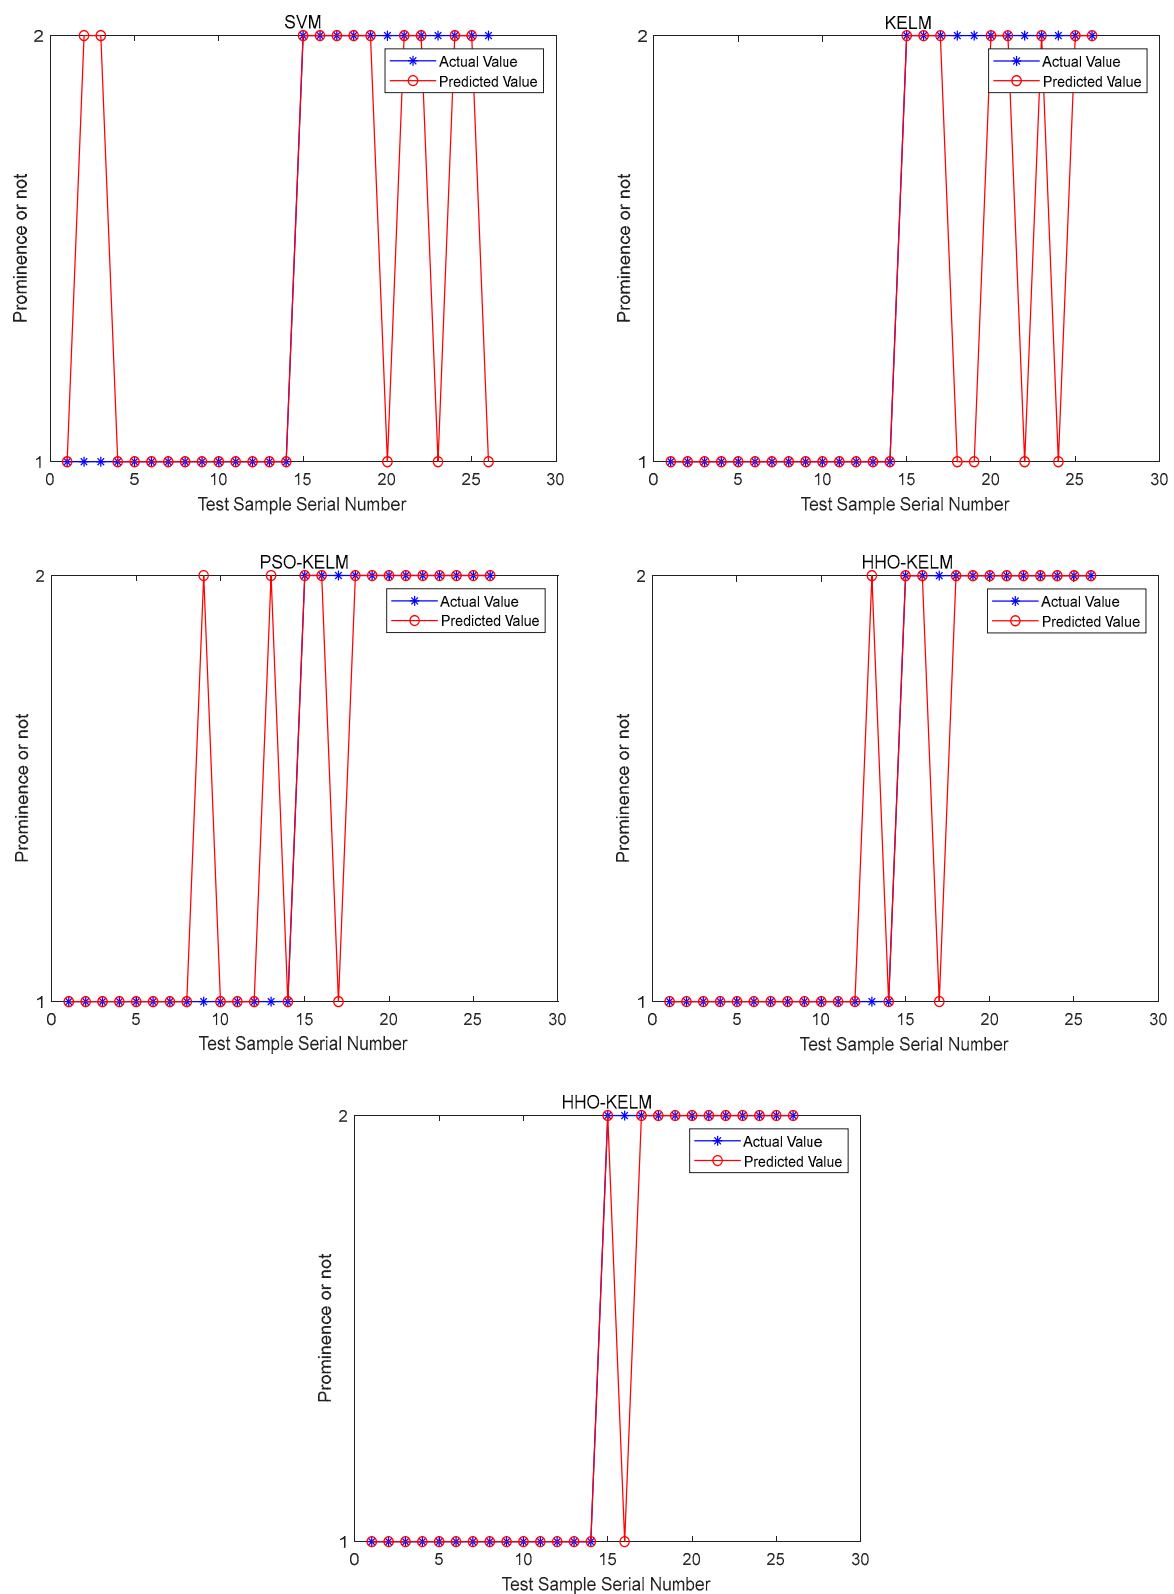 SVM
2
Actual Value
Predicted Value
Prominence or not
1
0 5 10 15 20 25 30
Test Sample Serial Number
KELM
2
Actual Value
Predicted Value
Prominence or not
1
0 5 10 15 20 25 30
Test Sample Serial Number
PSO-KELM
2
Actual Value
Predicted Value
Prominence or not
1
0 5 10 15 20 25 30
Test Sample Serial Number
HHO-KELM
2
Actual Value
Predicted Value
Prominence or not
1
0 5 10 15 20 25 30
Test Sample Serial Number
HHO-KELM
2
Actual Value
Predicted Value
Prominence or not
1
0 5 10 15 20 25 30
Test Sample Serial Number